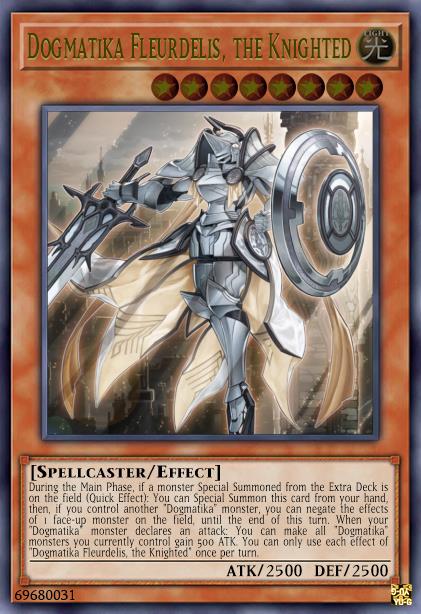 DOGMATIKA FLEURDELIS, THE KNIGHTED
LIGHT
光
[SPELLCASTER/EFFECT]
During the Main Phase, if a monster Special Summoned from the Extra Deck is
on the field (Quick Effect): You can Special Summon this card from your hand,
then, if you control another "Dogmatika" monster, you can negate the effects
of 1 face-up monster on the field, until the end of this turn. When your
"Dogmatika" monster declares an attack: You can make all "Dogmatika"
monsters you currently control gain 500 ATK. You can only use each effect of
"Dogmatika Fleurdelis, the Knighted" once per turn.
ATK/2500 DEF/2500
69680031